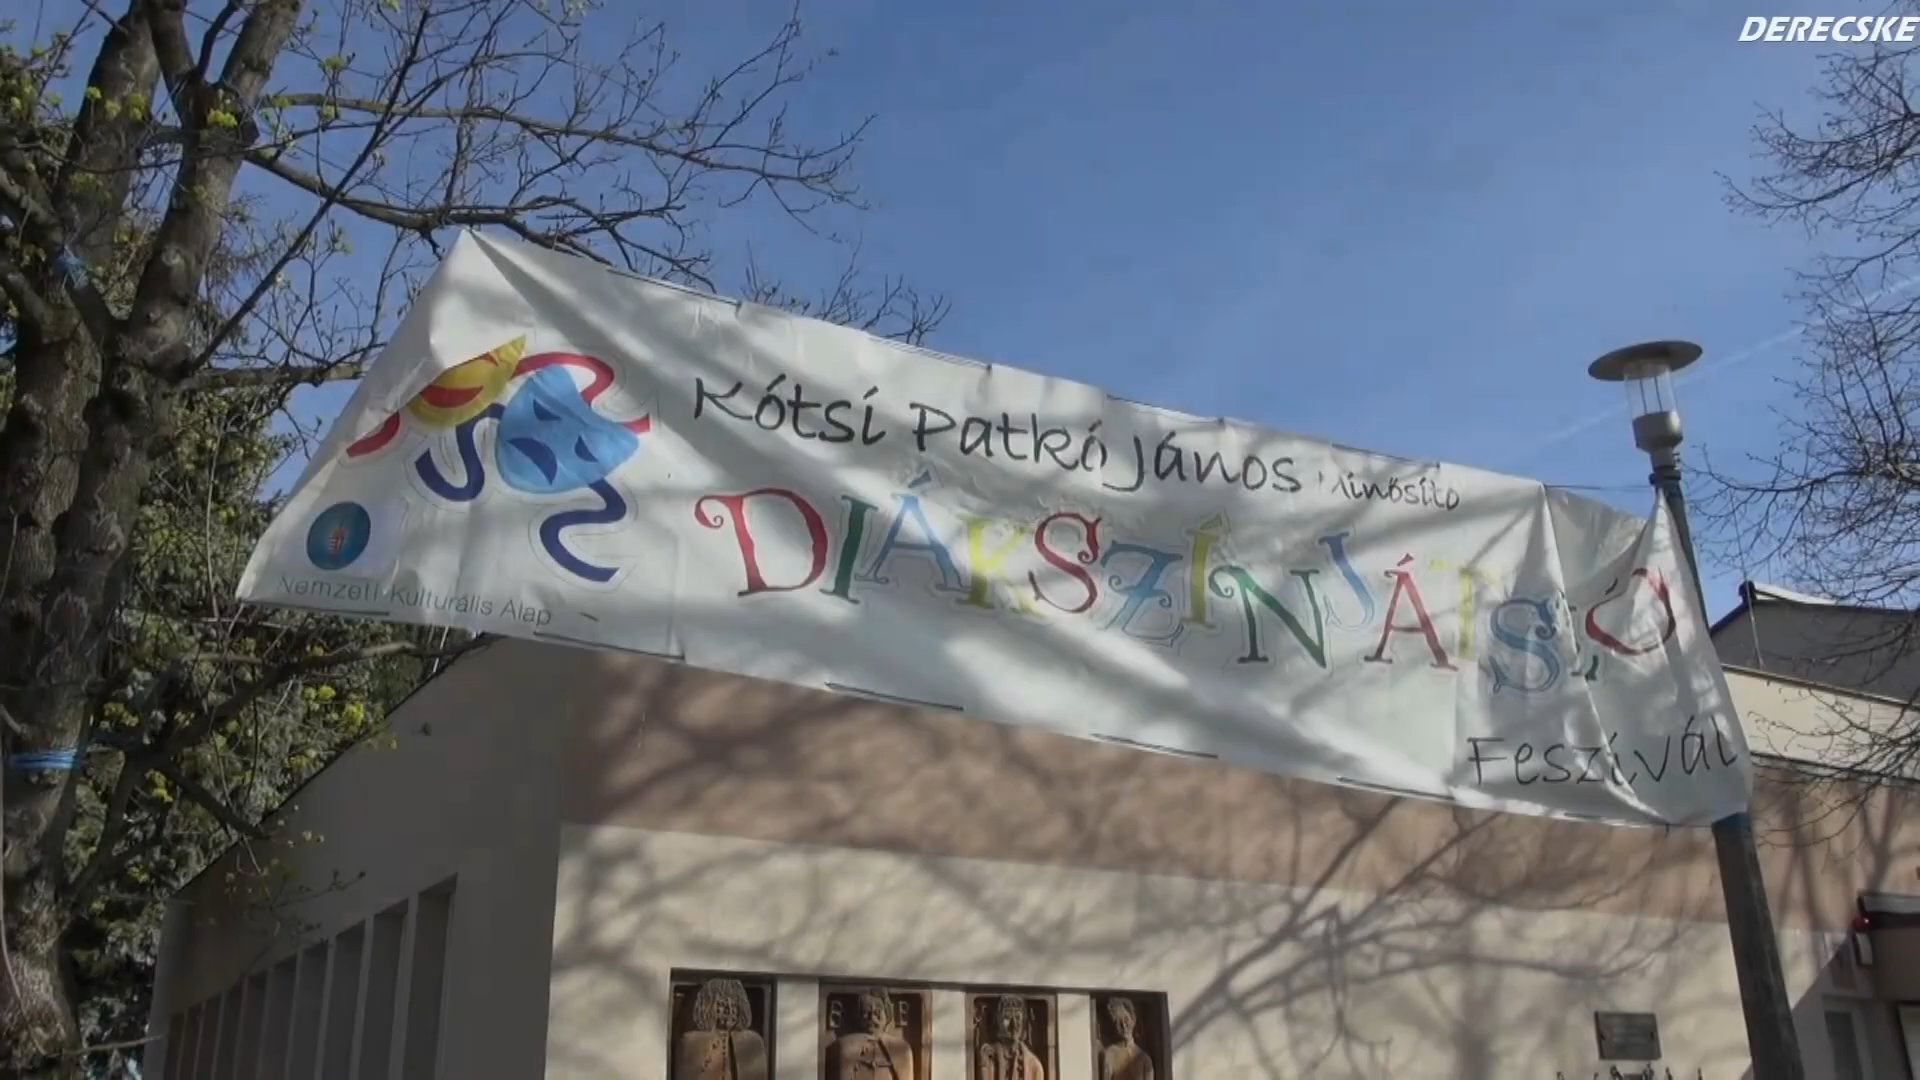 DERECSKE
Kótsi Patkó János Minősítő
DIÁKSZÍNJÁTSZÓ
Fesztivál
Nemzeti Kulturális Alap